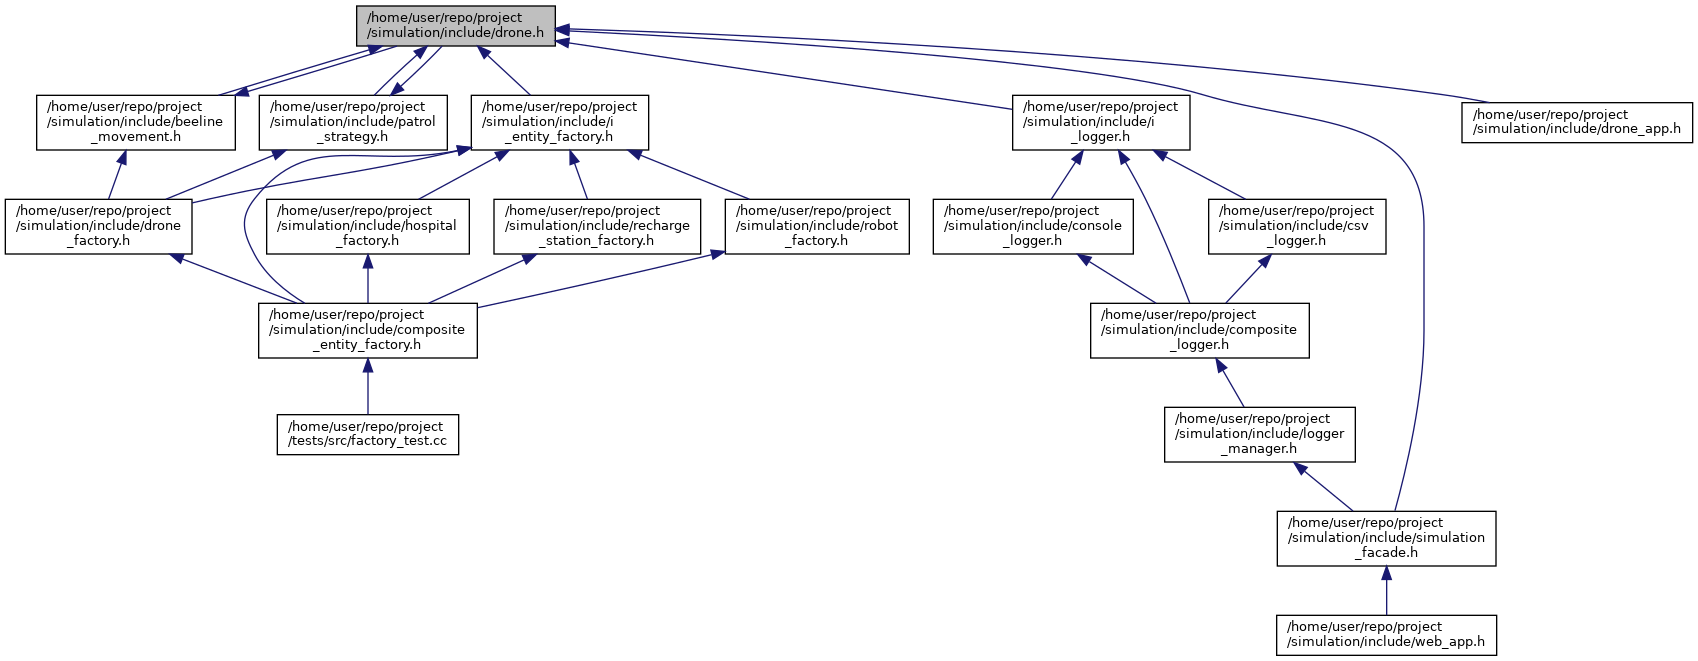 /home/user/repo/project
/simulation/include/drone.h
/home/user/repo/project
/simulation/include/beeline
_movement.h
/home/user/repo/project
/simulation/include/patrol
_strategy.h
/home/user/repo/project
/simulation/include/i
_entity_factory.h
/home/user/repo/project
/simulation/include/i
_logger.h
/home/user/repo/project
/simulation/include/drone_app.h
/home/user/repo/project
/simulation/include/drone
_factory.h
/home/user/repo/project
/simulation/include/hospital
_factory.h
/home/user/repo/project
/simulation/include/recharge
_station_factory.h
/home/user/repo/project
/simulation/include/robot
_factory.h
/home/user/repo/project
/simulation/include/console
_logger.h
/home/user/repo/project
/simulation/include/csv
_logger.h
/home/user/repo/project
/simulation/include/composite
_entity_factory.h
/home/user/repo/project
/simulation/include/composite
_logger.h
/home/user/repo/project
/tests/src/factory_test.cc
/home/user/repo/project
/simulation/include/logger
_manager.h
/home/user/repo/project
/simulation/include/simulation
_facade.h
/home/user/repo/project
/simulation/include/web_app.h